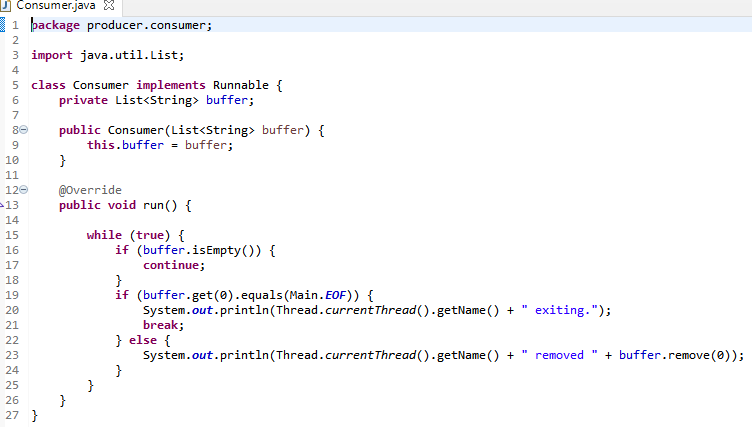 Consumer.java
1 package producer.consumer;
2
3 import java.util.List;
4
5 class Consumer implements Runnable {
6     private List<String> buffer;
7
8     public Consumer(List<String> buffer) {
9         this.buffer = buffer;
10     }
11
12     @Override
13     public void run() {
14
15         while (true) {
16             if (buffer.isEmpty()) {
17                 continue;
18             }
19             if (buffer.get(0).equals(Main.EOF)) {
20                 System.out.println(Thread.currentThread().getName() + " exiting.");
21                 break;
22             } else {
23                 System.out.println(Thread.currentThread().getName() + " removed " + buffer.remove(0));
24             }
25         }
26     }
27 }